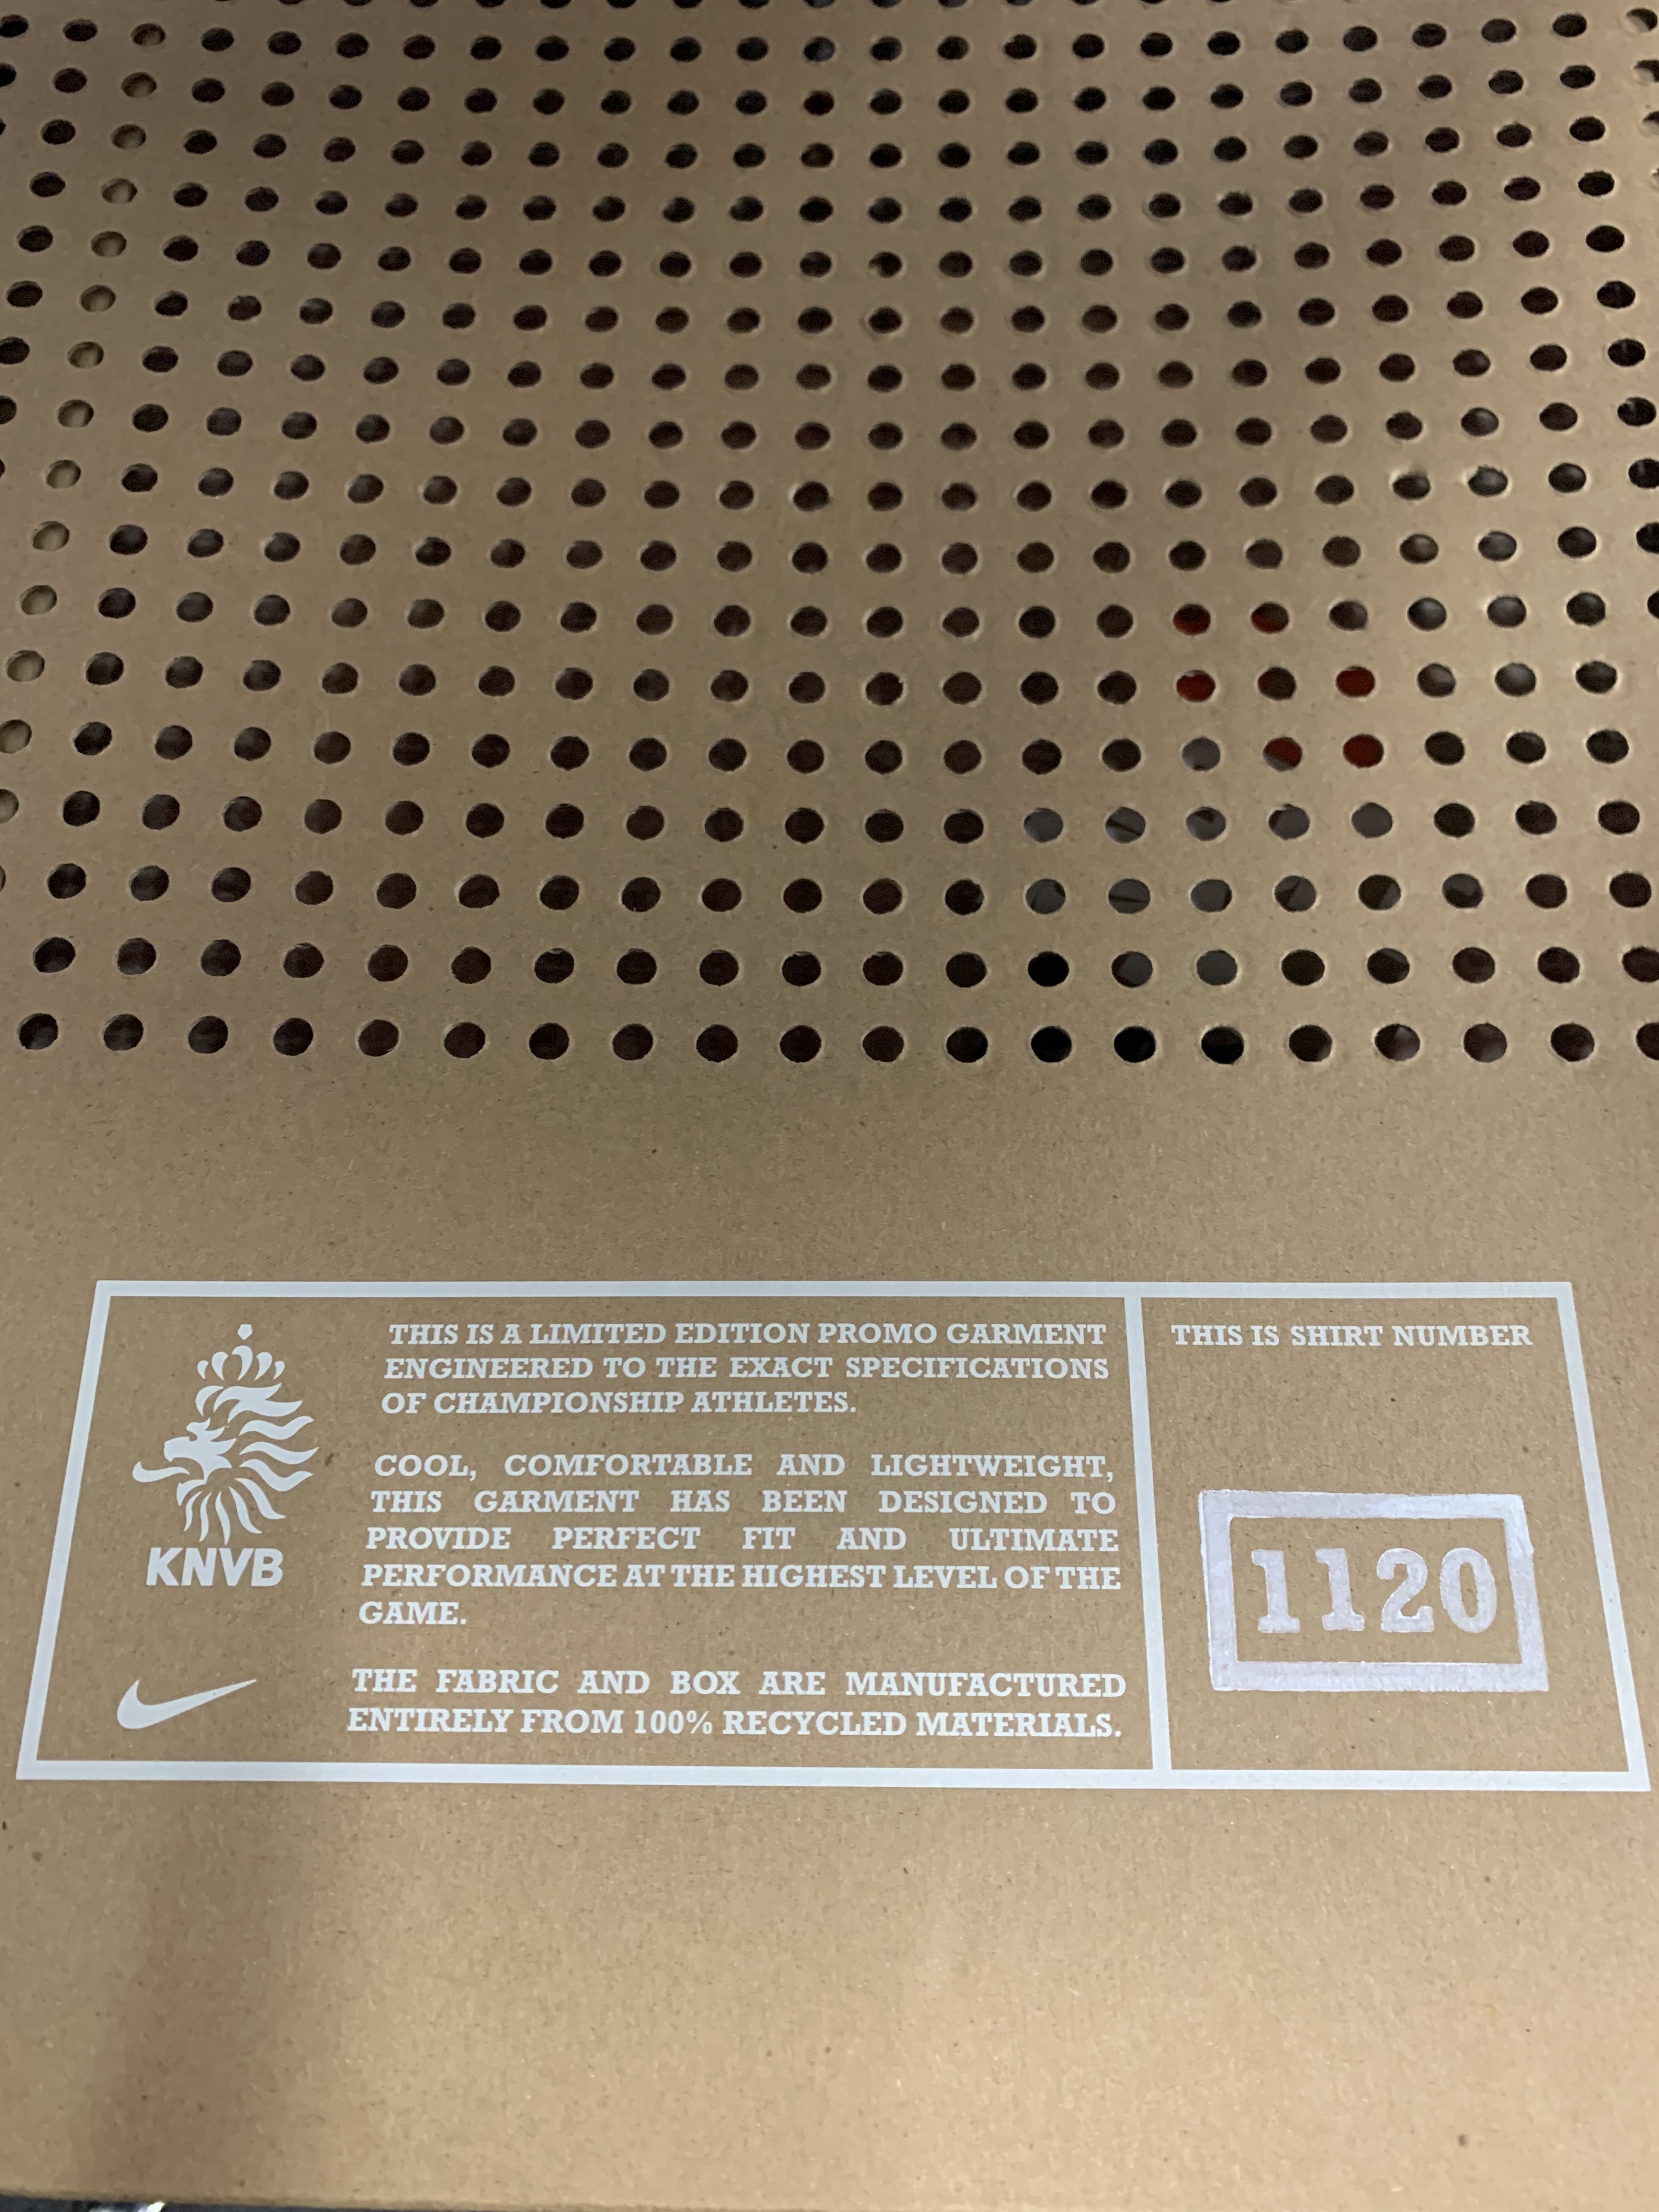 THIS IS A LIMITED EDITION PROMO GARMENT
ENGINEERED TO THE EXACT SPECIFICATIONS
OF CHAMPIONSHIP ATHLETES.
COOL, COMFORTABLE AND LIGHTWEIGHT,
THIS GARMENT HAS BEEN DESIGNED TO
PROVIDE PERFECT FIT AND ULTIMATE
PERFORMANCE AT THE HIGHEST LEVEL OF THE
GAME.
THE FABRIC AND BOX ARE MANUFACTURED
ENTIRELY FROM 100% RECYCLED MATERIALS.
KNVB
THIS IS SHIRT NUMBER
1120